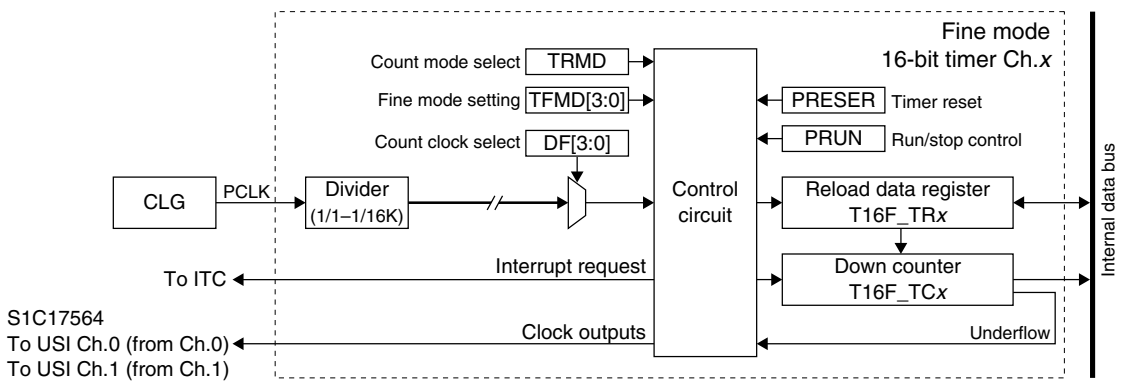 Fine mode
16-bit timer Ch.x
Count mode select TRMD
Fine mode setting TFMD[3:0]
PRESER Timer reset
Count clock select DF[3:0]
PRUN Run/stop control
CLG
PCLK
Divider
(1/1–1/16K)
Control
circuit
Reload data register
T16F_TRx
Internal data bus
To ITC
Interrupt request
Down counter
T16F_TCx
S1C17564
To USI Ch.0 (from Ch.0)
To USI Ch.1 (from Ch.1)
Clock outputs
Underflow